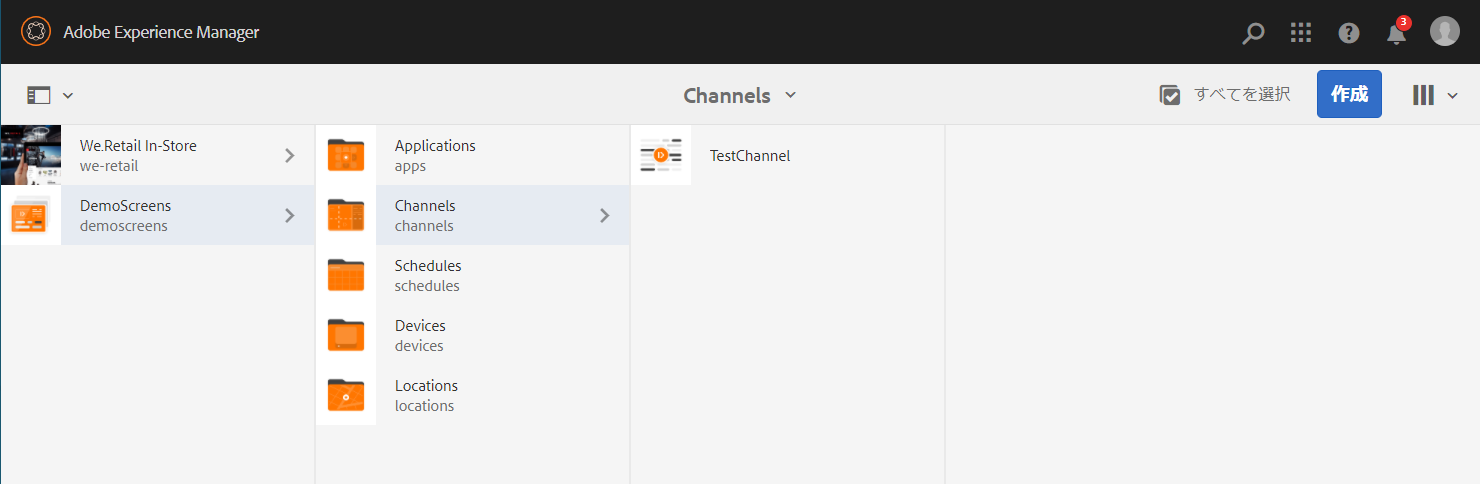 Adobe Experience Manager
3
Channels
すべてを選択
作成
We.Retail In-Store
we-retail
DemoScreens
demoscreens
Applications
apps
Channels
channels
Schedules
schedules
Devices
devices
Locations
locations
TestChannel